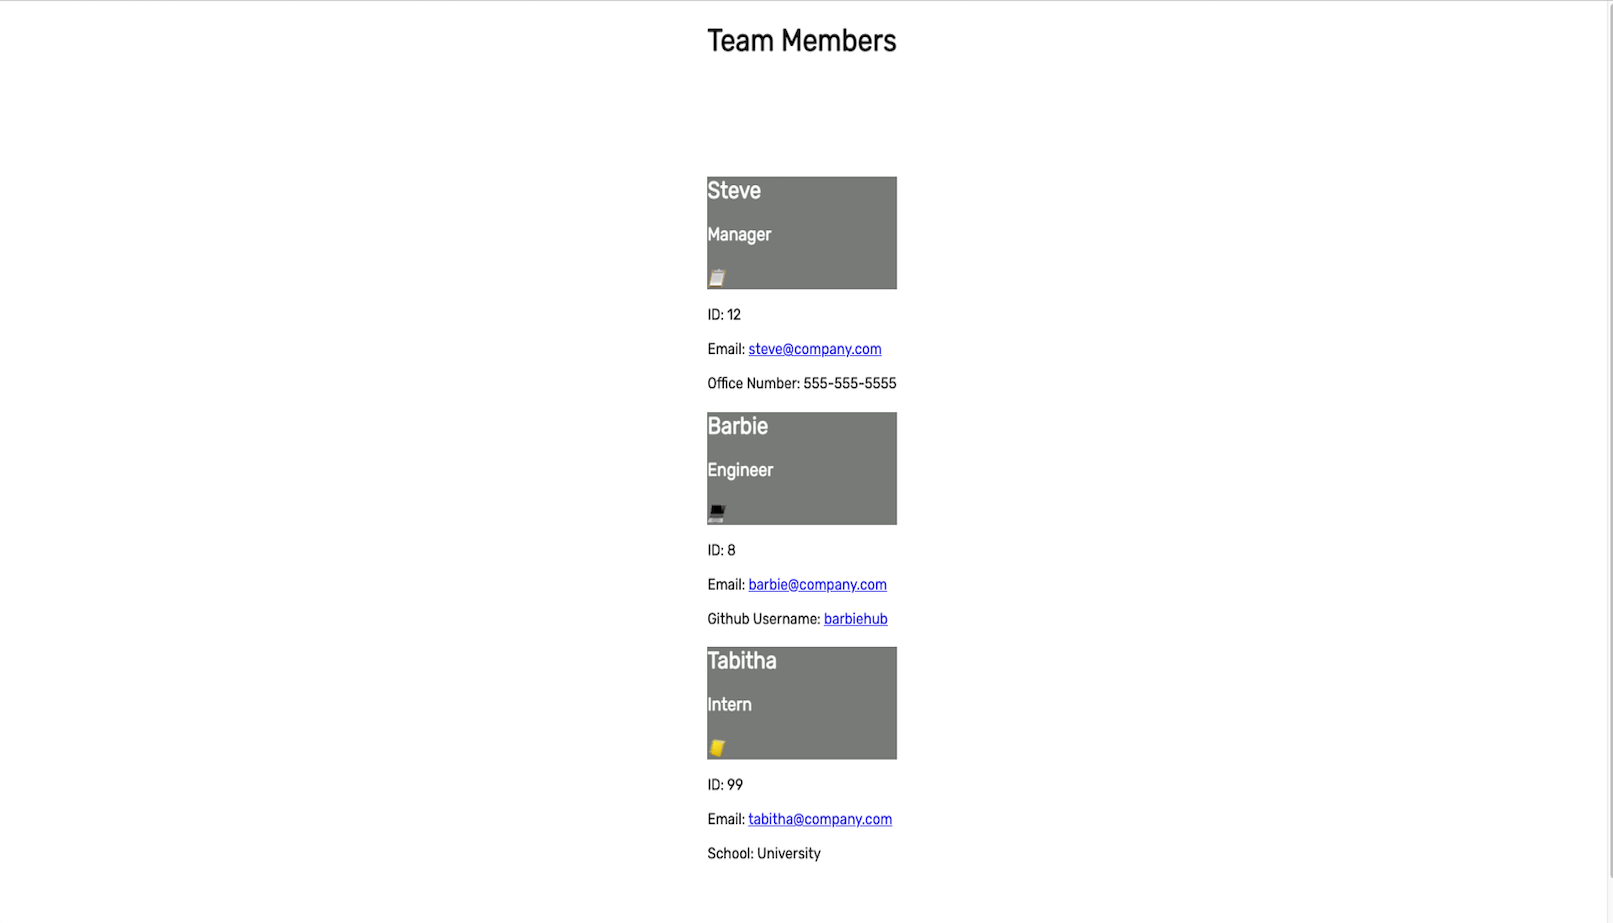 Team Members
Steve
Manager
ID: 12
Email: steve@company.com
Office Number: 555-555-5555
Barbie
Engineer
ID: 8
Email: barbie@company.com
Github Username: barbiehub
Tabitha
Intern
ID: 99
Email: tabitha@company.com
School: University